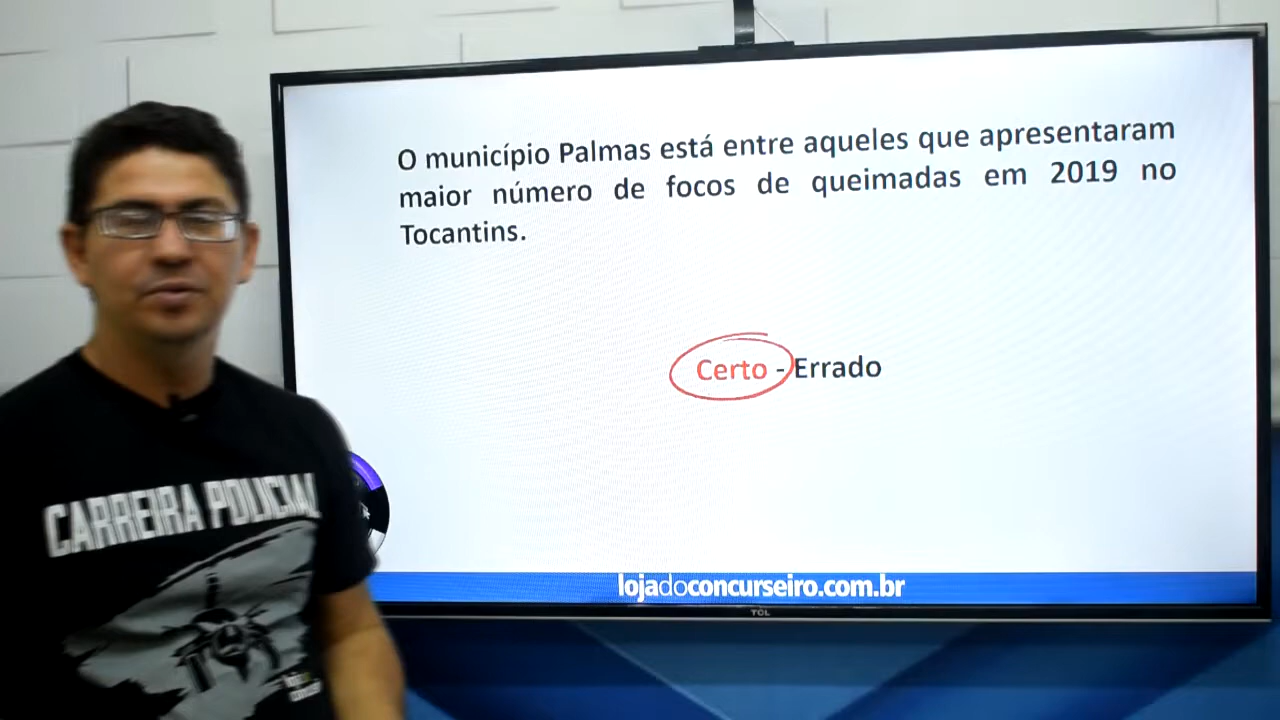 O município Palmas está entre aqueles que apresentaram
maior número de focos de queimadas em 2019 no
Tocantins.
Certo - Errado
CARREIRA POLICIAL
lojadoconcurseiro.com.br
TCL